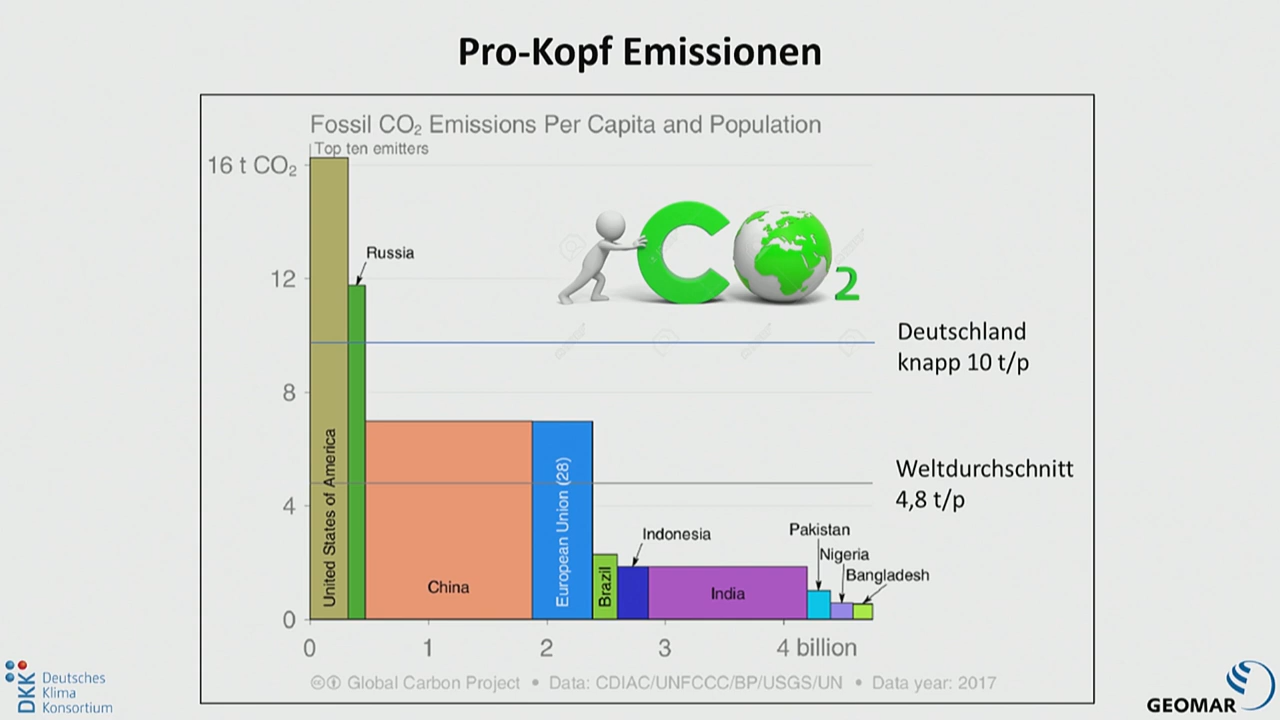 Pro-Kopf Emissionen
Fossil CO₂ Emissions Per Capita and Population
Top ten emitters
16 t CO₂
12
8
4
0
Russia
CO₂
Deutschland
knapp 10 t/p
Weltdurchschnitt
4,8 t/p
United States of America
China
European Union (28)
Brazil
Indonesia
India
Pakistan
Nigeria
Bangladesh
0 1 2 3 4 billion
Global Carbon Project • Data: CDIAC/UNFCCC/BP/USGS/UN • Data year: 2017
DKK
Deutsches
Klima
Konsortium
GEOMAR